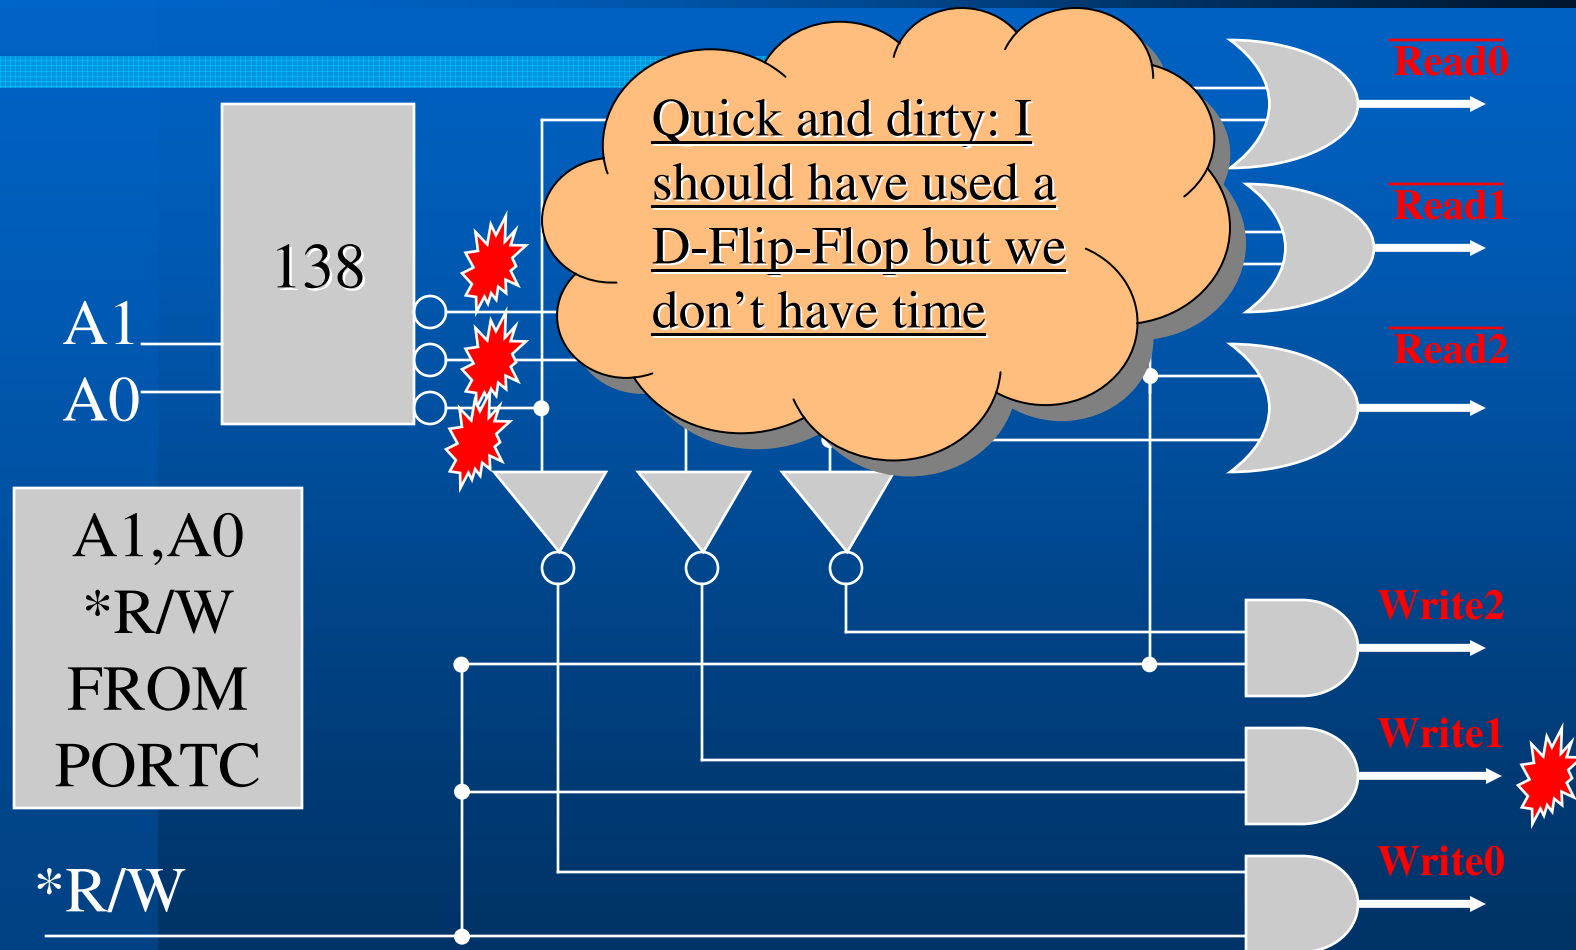 Quick and dirty: I
should have used a
D-Flip-Flop but we
don’t have time
138
A1
A0
A1,A0
*R/W
FROM
PORTC
*R/W
Read0
Read1
Read2
Write2
Write1
Write0